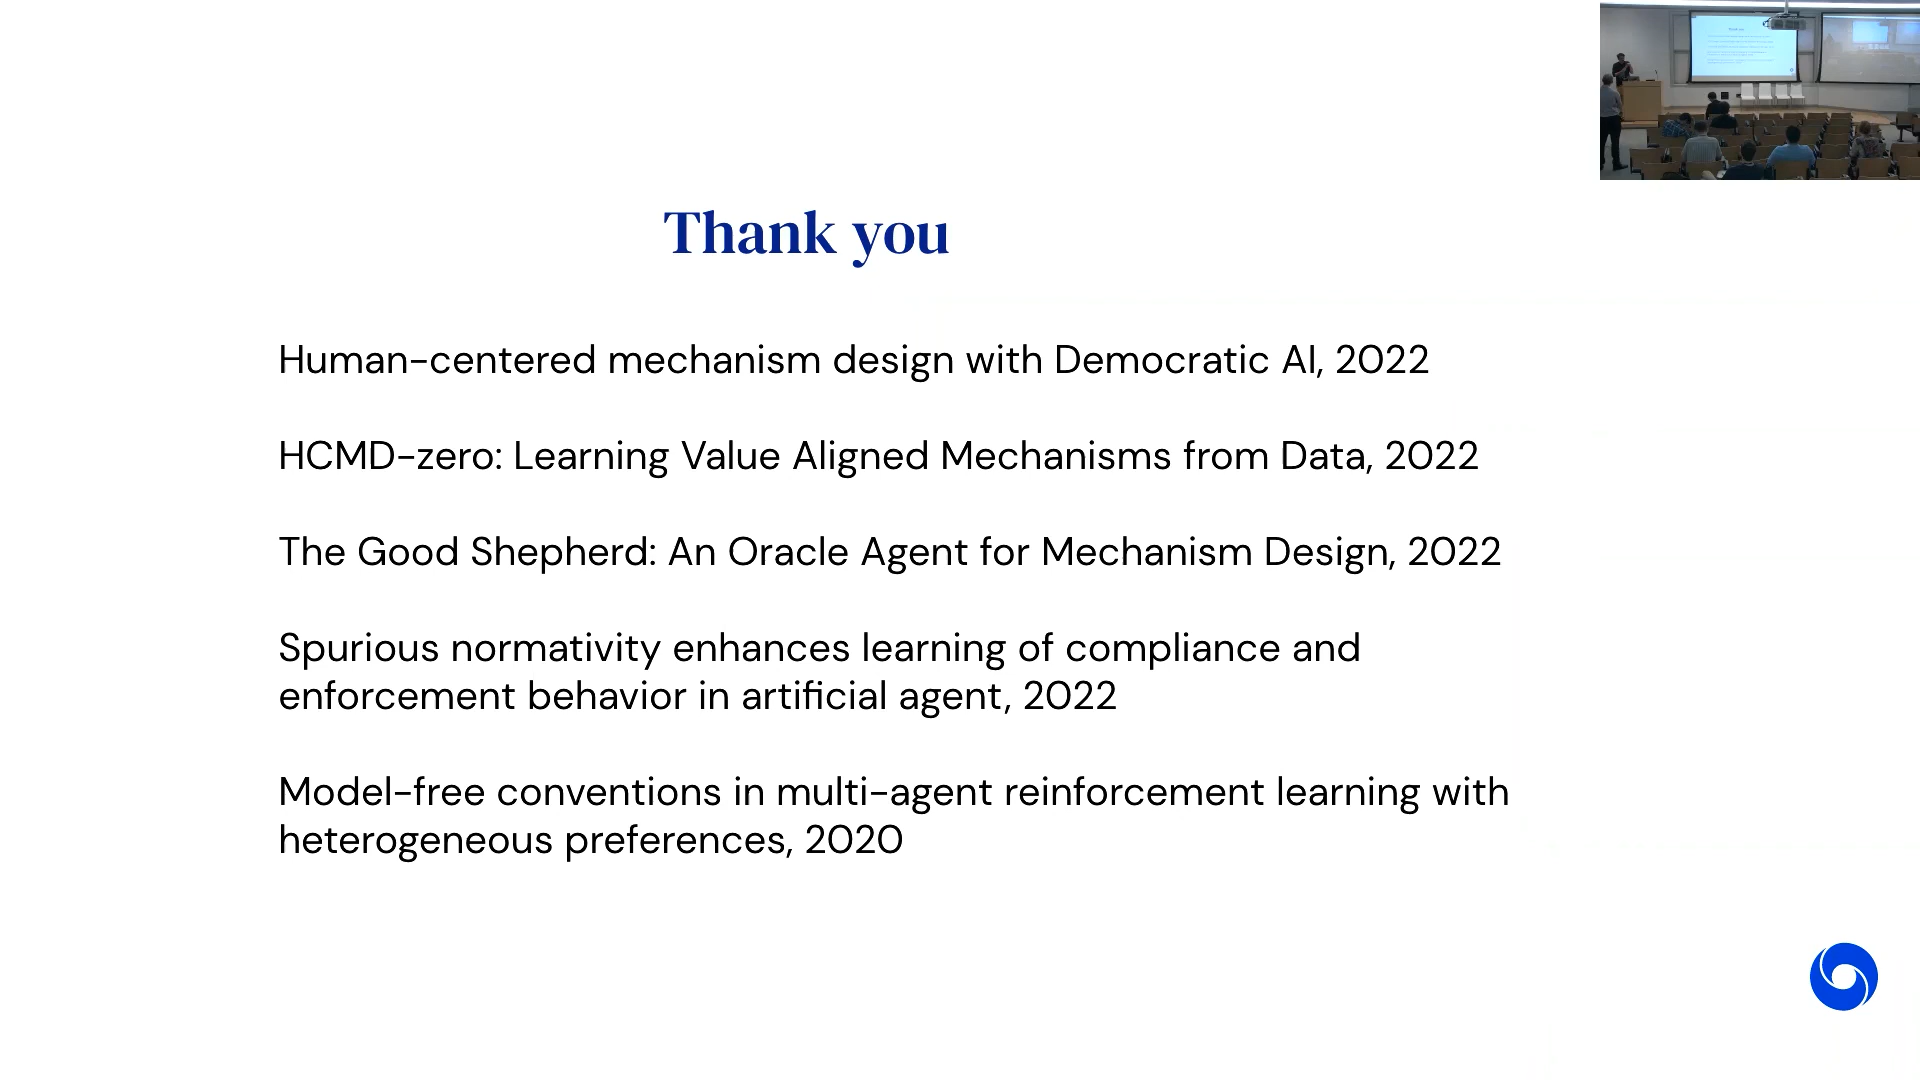 Thank you
Human-centered mechanism design with Democratic AI, 2022
HCMD-zero: Learning Value Aligned Mechanisms from Data, 2022
The Good Shepherd: An Oracle Agent for Mechanism Design, 2022
Spurious normativity enhances learning of compliance and
enforcement behavior in artificial agent, 2022
Model-free conventions in multi-agent reinforcement learning with
heterogeneous preferences, 2020